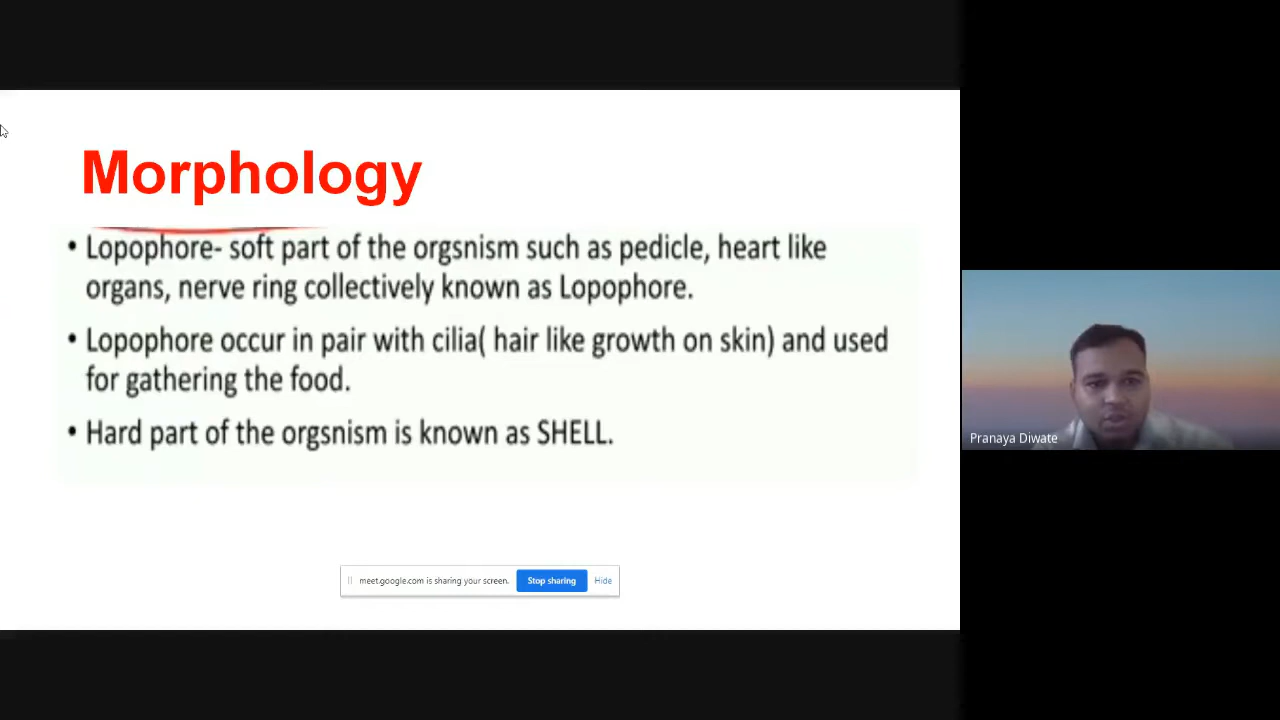 Morphology
• Lopophore- soft part of the orgsnism such as pedicle, heart like
organs, nerve ring collectively known as Lopophore.
• Lopophore occur in pair with cilia( hair like growth on skin) and used
for gathering the food.
• Hard part of the orgsnism is known as SHELL.
meet.google.com is sharing your screen. Stop sharing Hide
Pranaya Diwate